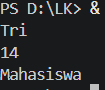 PS D:\LK> &
Tri
14
Mahasiswa